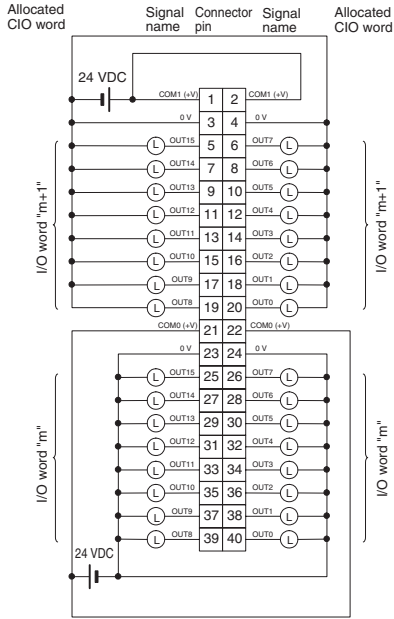 Allocated CIO word Signal name Connector pin Signal name Allocated CIO word
24 VDC
COM1 (+V) 1 2 COM1 (+V)
0 V 3 4 0 V
L OUT15 5 6 OUT7 L
L OUT14 7 8 OUT6 L
L OUT13 9 10 OUT5 L
L OUT12 11 12 OUT4 L
L OUT11 13 14 OUT3 L
L OUT10 15 16 OUT2 L
L OUT9 17 18 OUT1 L
L OUT8 19 20 OUT0 L
I/O word "m+1"
I/O word "m+1"
COM0 (+V) 21 22 COM0 (+V)
0 V 23 24 0 V
L OUT15 25 26 OUT7 L
L OUT14 27 28 OUT6 L
L OUT13 29 30 OUT5 L
L OUT12 31 32 OUT4 L
L OUT11 33 34 OUT3 L
L OUT10 35 36 OUT2 L
L OUT9 37 38 OUT1 L
L OUT8 39 40 OUT0 L
I/O word "m"
I/O word "m"
24 VDC